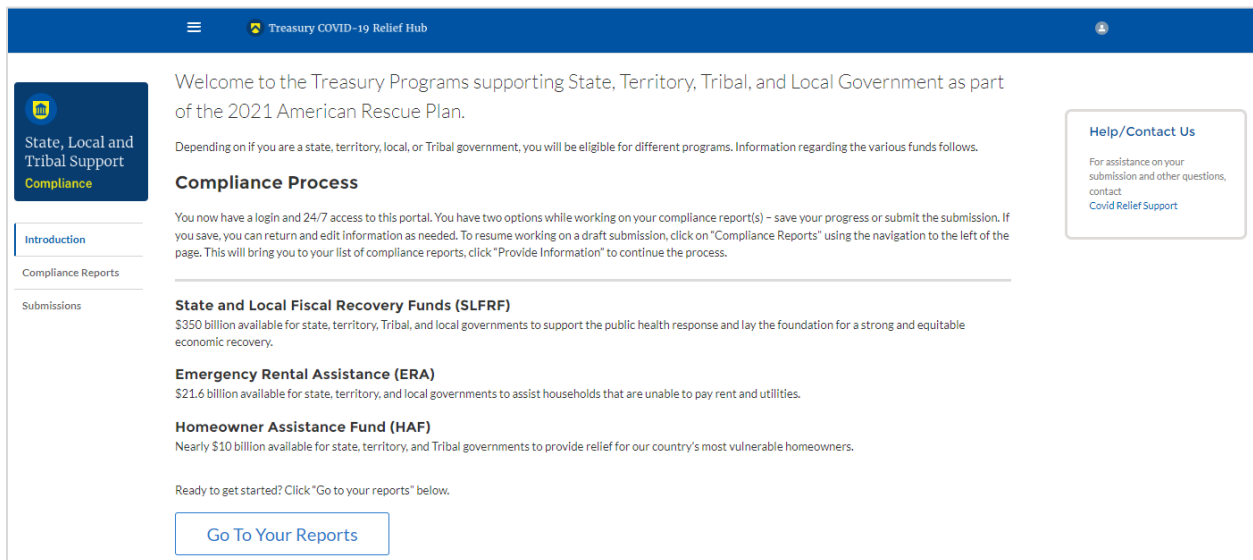 Treasury COVID-19 Relief Hub
State, Local and
Tribal Support
Compliance
Introduction
Compliance Reports
Submissions
Welcome to the Treasury Programs supporting State, Territory, Tribal, and Local Government as part
of the 2021 American Rescue Plan.
Depending on if you are a state, territory, local, or Tribal government, you will be eligible for different programs. Information regarding the various funds follows.
Compliance Process
You now have a login and 24/7 access to this portal. You have two options while working on your compliance report(s) – save your progress or submit the submission. If
you save, you can return and edit information as needed. To resume working on a draft submission, click on “Compliance Reports” using the navigation to the left of the
page. This will bring you to your list of compliance reports, click “Provide Information” to continue the process.
State and Local Fiscal Recovery Funds (SLFRF)
$350 billion available for state, territory, Tribal, and local governments to support the public health response and lay the foundation for a strong and equitable
economic recovery.
Emergency Rental Assistance (ERA)
$21.6 billion available for state, territory, and local governments to assist households that are unable to pay rent and utilities.
Homeowner Assistance Fund (HAF)
Nearly $10 billion available for state, territory, and Tribal governments to provide relief for our country's most vulnerable homeowners.
Ready to get started? Click “Go to your reports” below.
Go To Your Reports
Help/Contact Us
For assistance on your
submission and other questions,
contact
Covid Relief Support